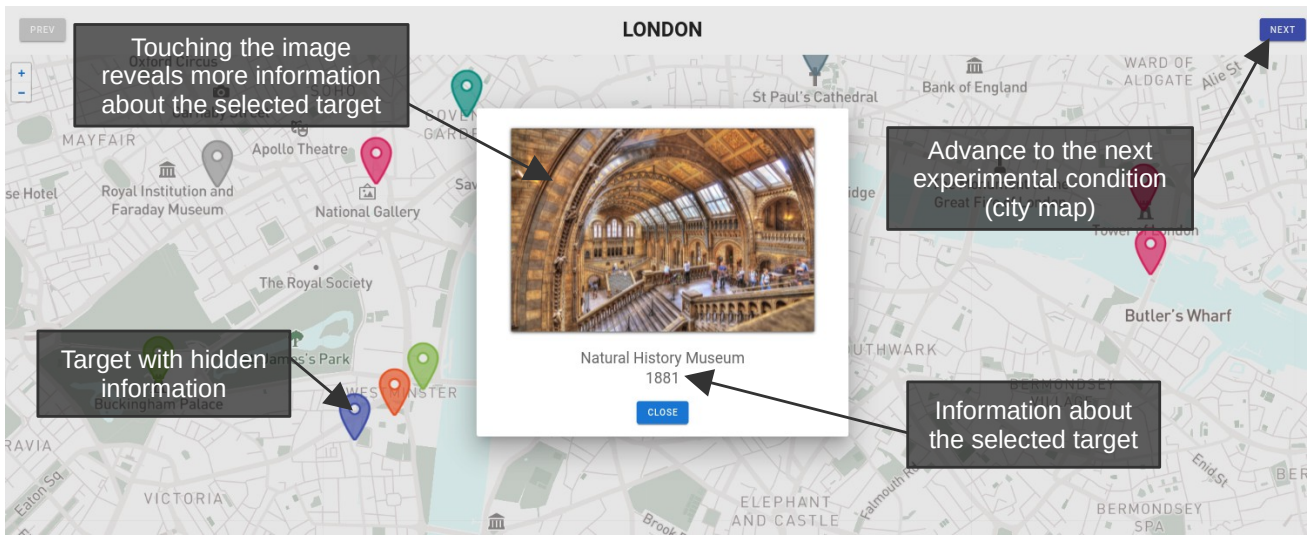 PREV
LONDON
NEXT
Touching the image
reveals more information
about the selected target
Oxford Circus
SOHO
+
-
MAYFAIR
Apollo Theatre
COVEN
GARDE
St Paul's Cathedral
Bank of England
WARD OF
ALDGATE
Alie St
Advance to the next
experimental condition
(city map)
se Hotel
Royal Institution and
Faraday Museum
National Gallery
Sav
idge
Tower of London
The Royal Society
Butler's Wharf
Target with hidden
information
James's Park
Buckingham Palace
WESTMINSTER
Natural History Museum
1881
CLOSE
OUTHWARK
BERMONDSEY
Information about
the selected target
RAVIA
Eaton Sq
VICTORIA
ELEPHANT
AND CASTLE
Brook
Falmouth Rd
Enid St
BER
BERMONDSEY
SPA